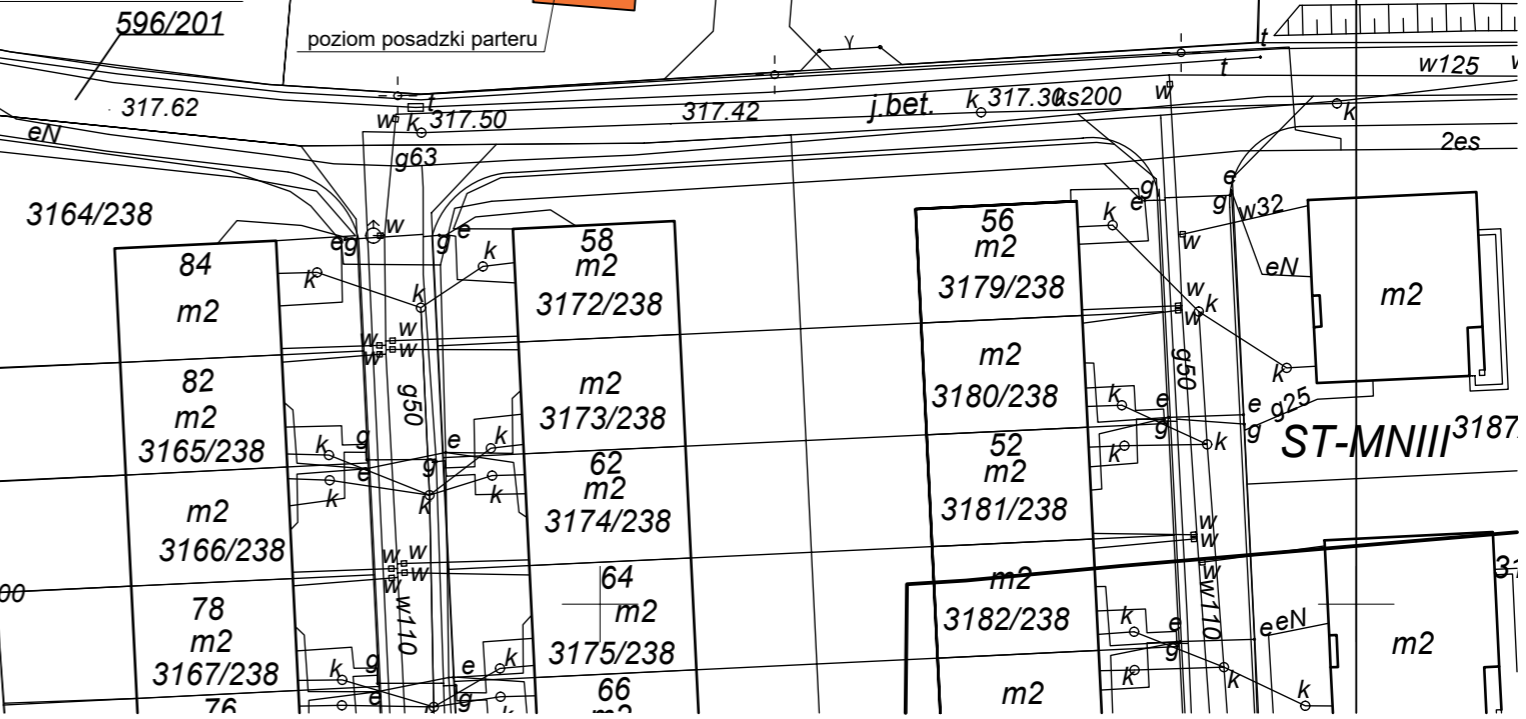 596/201
poziom posadzki parteru
Y
t
t
w125
317.62
t
317.50
317.42
j.bet.
k
317.30
ks200
w
k
w
k
eN
g63
2es
3164/238
e
g
w
g
e
g
e
e
g
w32
84
m2
k
k
k
58
m2
3172/238
56
m2
3179/238
k
w
eN
m2
w
k
w
w
w
w
w
82
m2
3165/238
g50
m2
3173/238
m2
3180/238
g50
k
k
e
g
e
g
g25
k
g
e
k
e
g
k
k
k
k
k
k
62
m2
3174/238
52
m2
3181/238
ST-MNIII
3187
m2
3166/238
w
w
w
w
w
w
w
00
78
m2
3167/238
w110
64
m2
3175/238
m2
3182/238
w110
k
e
g
e
eN
m2
k
g
e
e
g
k
k
k
k
k
76
66
m2
m2